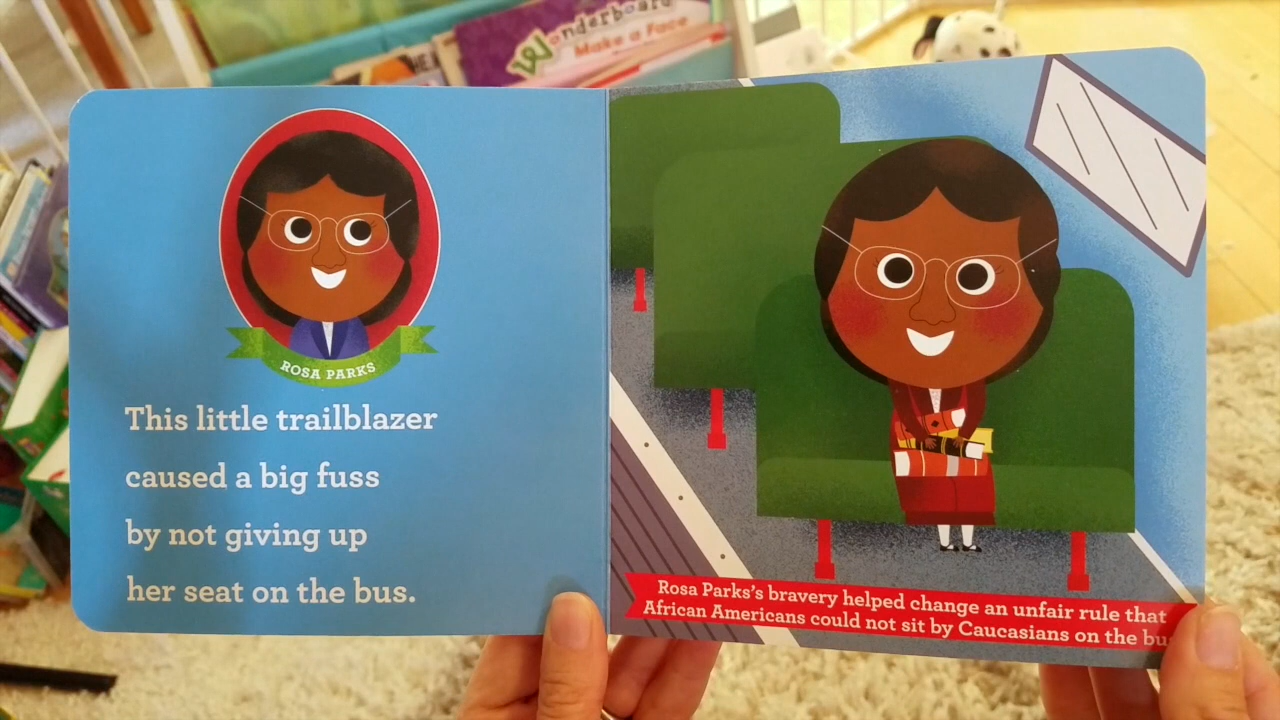 Wonderboard
Make a Face
ROSA PARKS
This little trailblazer
caused a big fuss
by not giving up
her seat on the bus.
Rosa Parks's bravery helped change an unfair rule that
African Americans could not sit by Caucasians on the